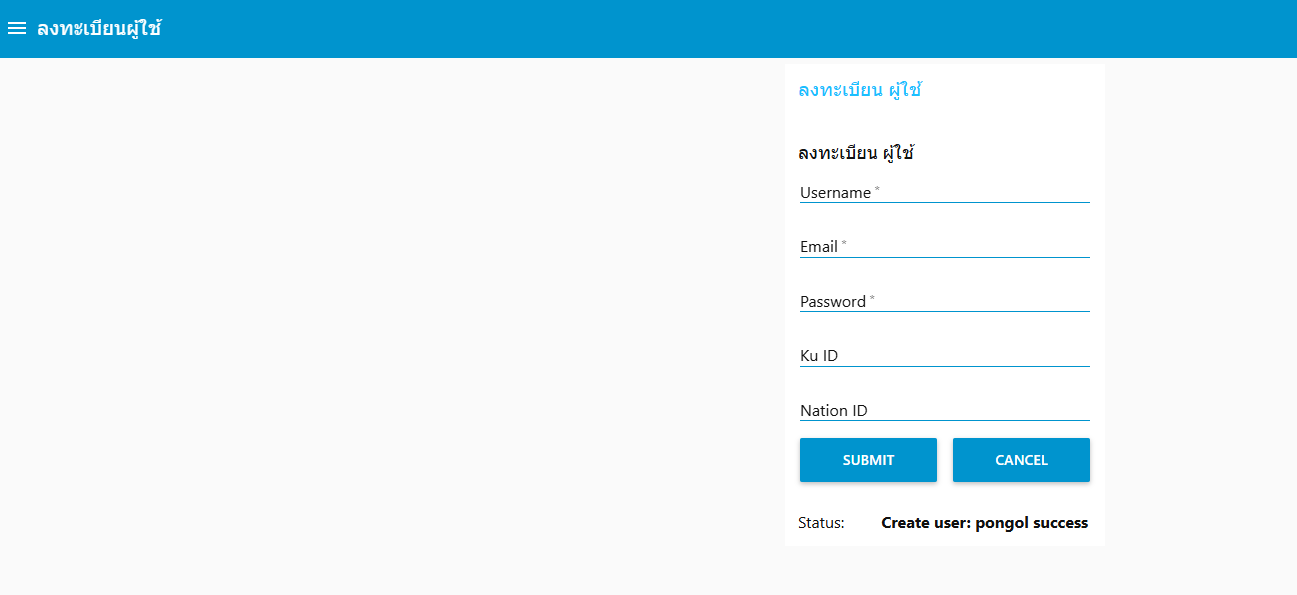 ลงทะเบียนผู้ใช้
ลงทะเบียน ผู้ใช้
ลงทะเบียน ผู้ใช้
Username *
Email *
Password *
Ku ID
Nation ID
SUBMIT CANCEL
Status: Create user: pongol success